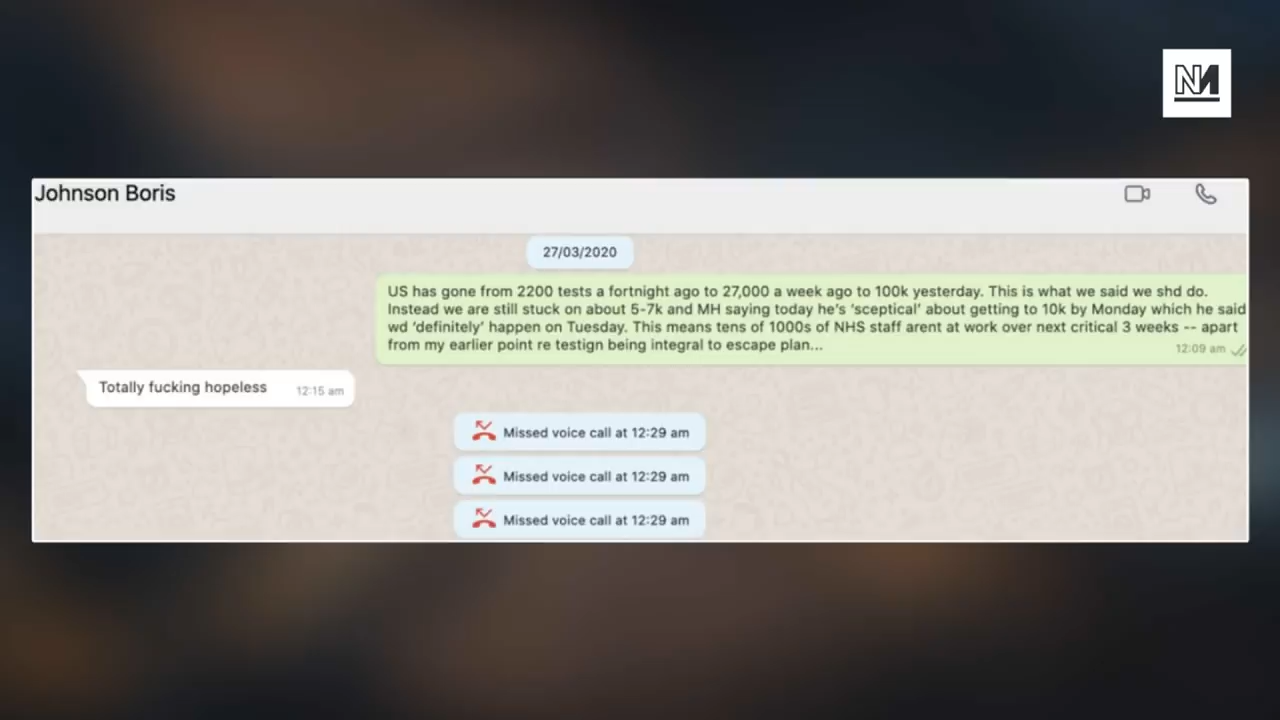 NM
Johnson Boris
27/03/2020
US has gone from 2200 tests a fortnight ago to 27,000 a week ago to 100k yesterday. This is what we said we shd do.
Instead we are still stuck on about 5-7k and MH saying today he's 'sceptical' about getting to 10k by Monday which he said
wd 'definitely' happen on Tuesday. This means tens of 1000s of NHS staff arent at work over next critical 3 weeks -- apart
from my earlier point re testign being integral to escape plan...
12:09 am
Totally fucking hopeless
12:15 am
Missed voice call at 12:29 am
Missed voice call at 12:29 am
Missed voice call at 12:29 am